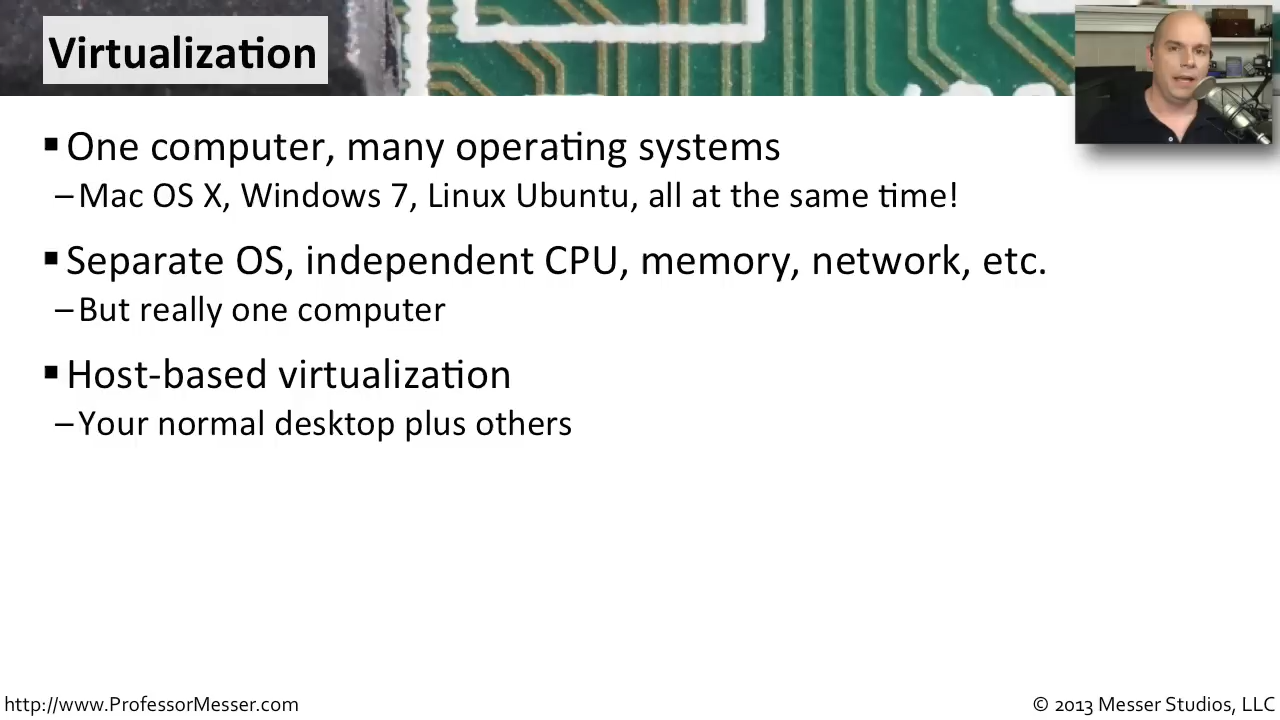 Virtualization
▪ One computer, many operating systems
– Mac OS X, Windows 7, Linux Ubuntu, all at the same time!
▪ Separate OS, independent CPU, memory, network, etc.
– But really one computer
▪ Host-based virtualization
– Your normal desktop plus others
http://www.ProfessorMesser.com
© 2013 Messer Studios, LLC